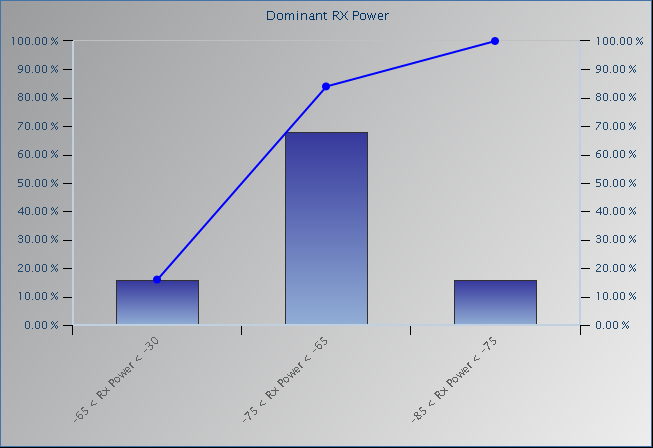 Dominant RX Power
100.00 % 100.00 %
90.00 % 90.00 %
80.00 % 80.00 %
70.00 % 70.00 %
60.00 % 60.00 %
50.00 % 50.00 %
40.00 % 40.00 %
30.00 % 30.00 %
20.00 % 20.00 %
10.00 % 10.00 %
0.00 % 0.00 %
-65 < Rx Power < -30
-75 < Rx Power < -65
-85 < Rx Power < -75